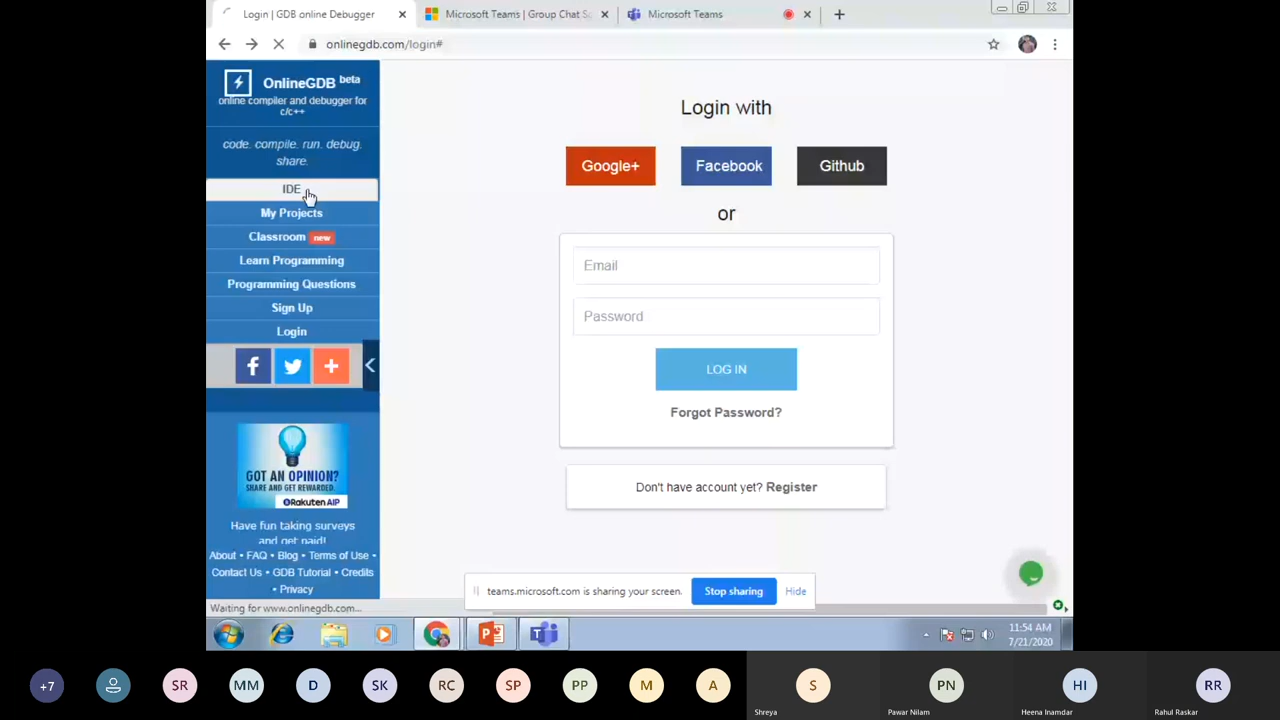 Login | GDB online Debugger
Microsoft Teams | Group Chat So
Microsoft Teams
onlinegdb.com/login#
OnlineGDB beta
online compiler and debugger for
c/c++
code. compile. run. debug.
share.
IDE
My Projects
Classroom new
Learn Programming
Programming Questions
Sign Up
Login
GOT AN OPINION?
SHARE AND GET REWARDED.
Rakuten AIP
Have fun taking surveys
and get paid!
About • FAQ • Blog • Terms of Use •
Contact Us • GDB Tutorial • Credits
• Privacy
Waiting for www.onlinegdb.com...
Login with
Google+
Facebook
Github
or
Email
Password
LOG IN
Forgot Password?
Don't have account yet? Register
teams.microsoft.com is sharing your screen.
Stop sharing
Hide
11:54 AM
7/21/2020
+7
SR
MM
D
SK
RC
SP
PP
M
A
S
PN
HI
RR
Shreya
Pawar Nilam
Heena Inamdar
Rahul Raskar